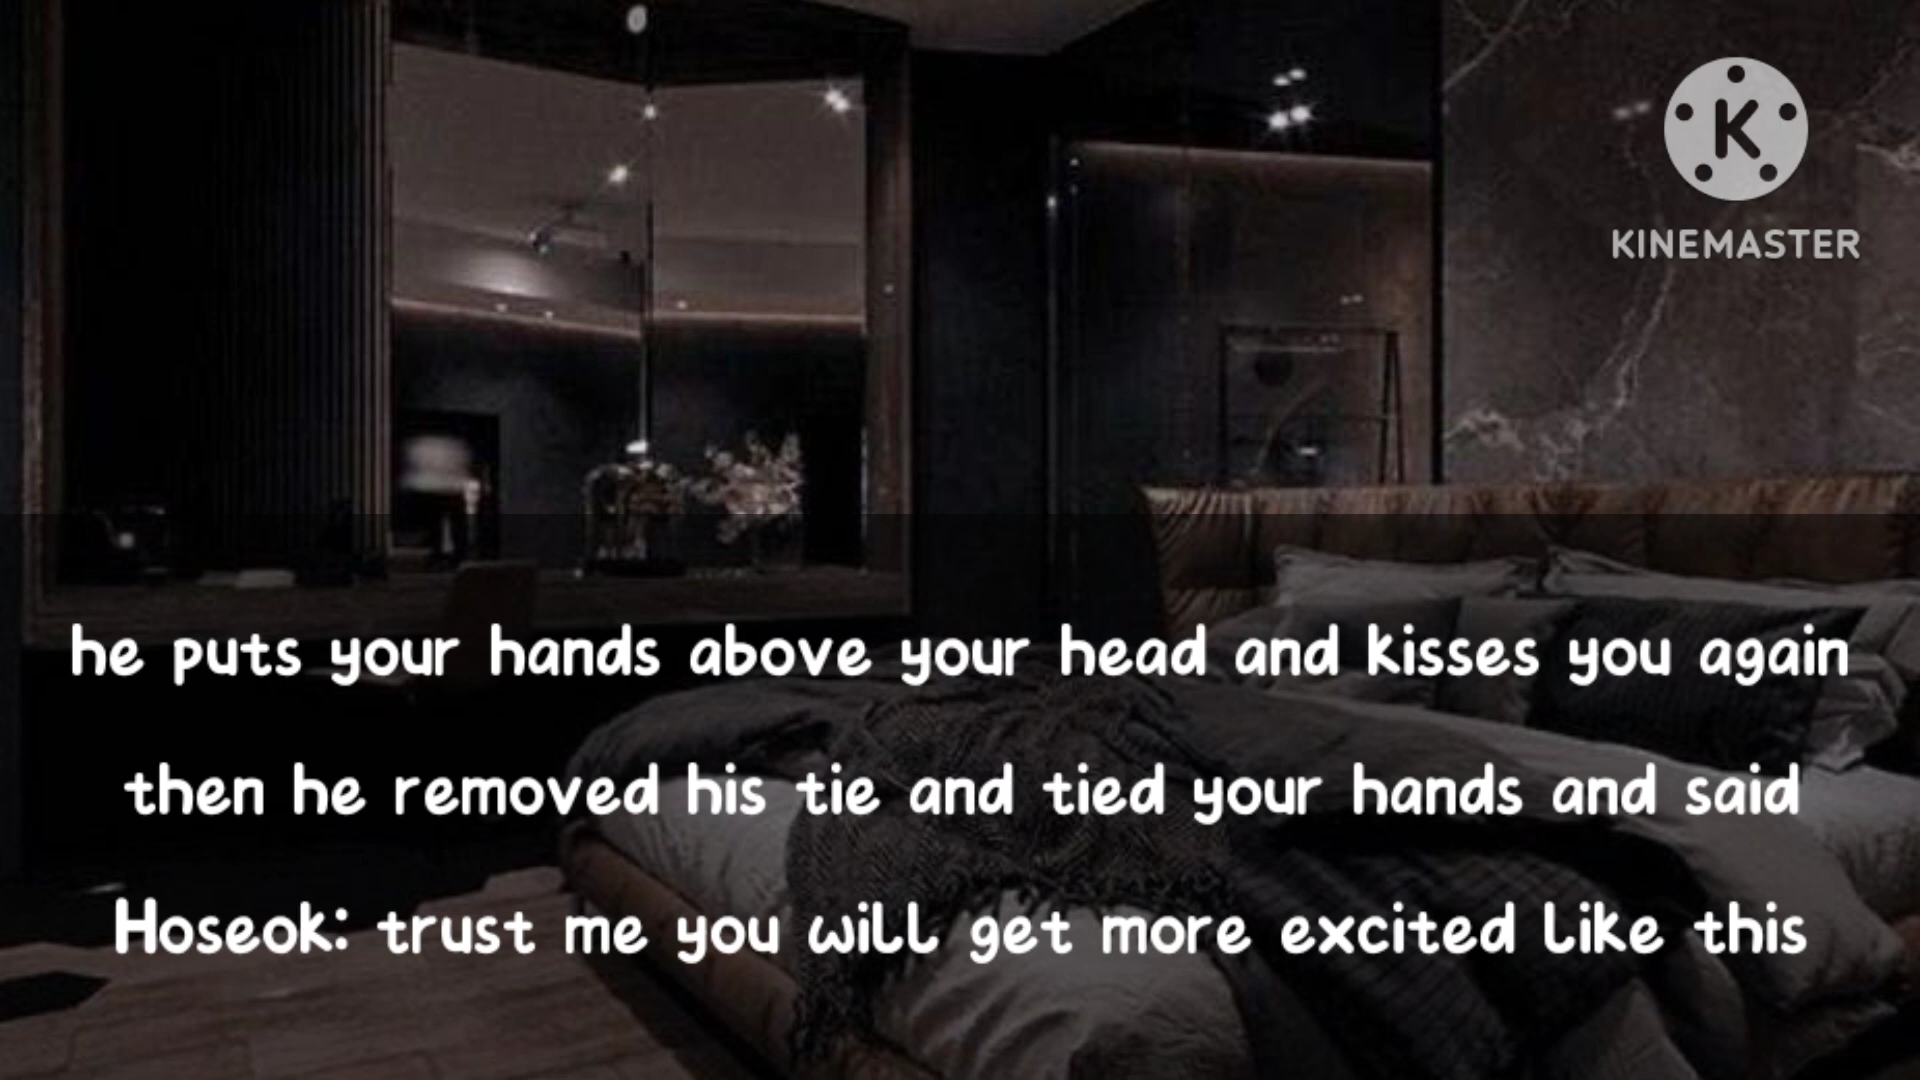 K
KINEMASTER
he puts your hands above your head and kisses you again
then he removed his tie and tied your hands and said
Hoseok: trust me you will get more excited like this